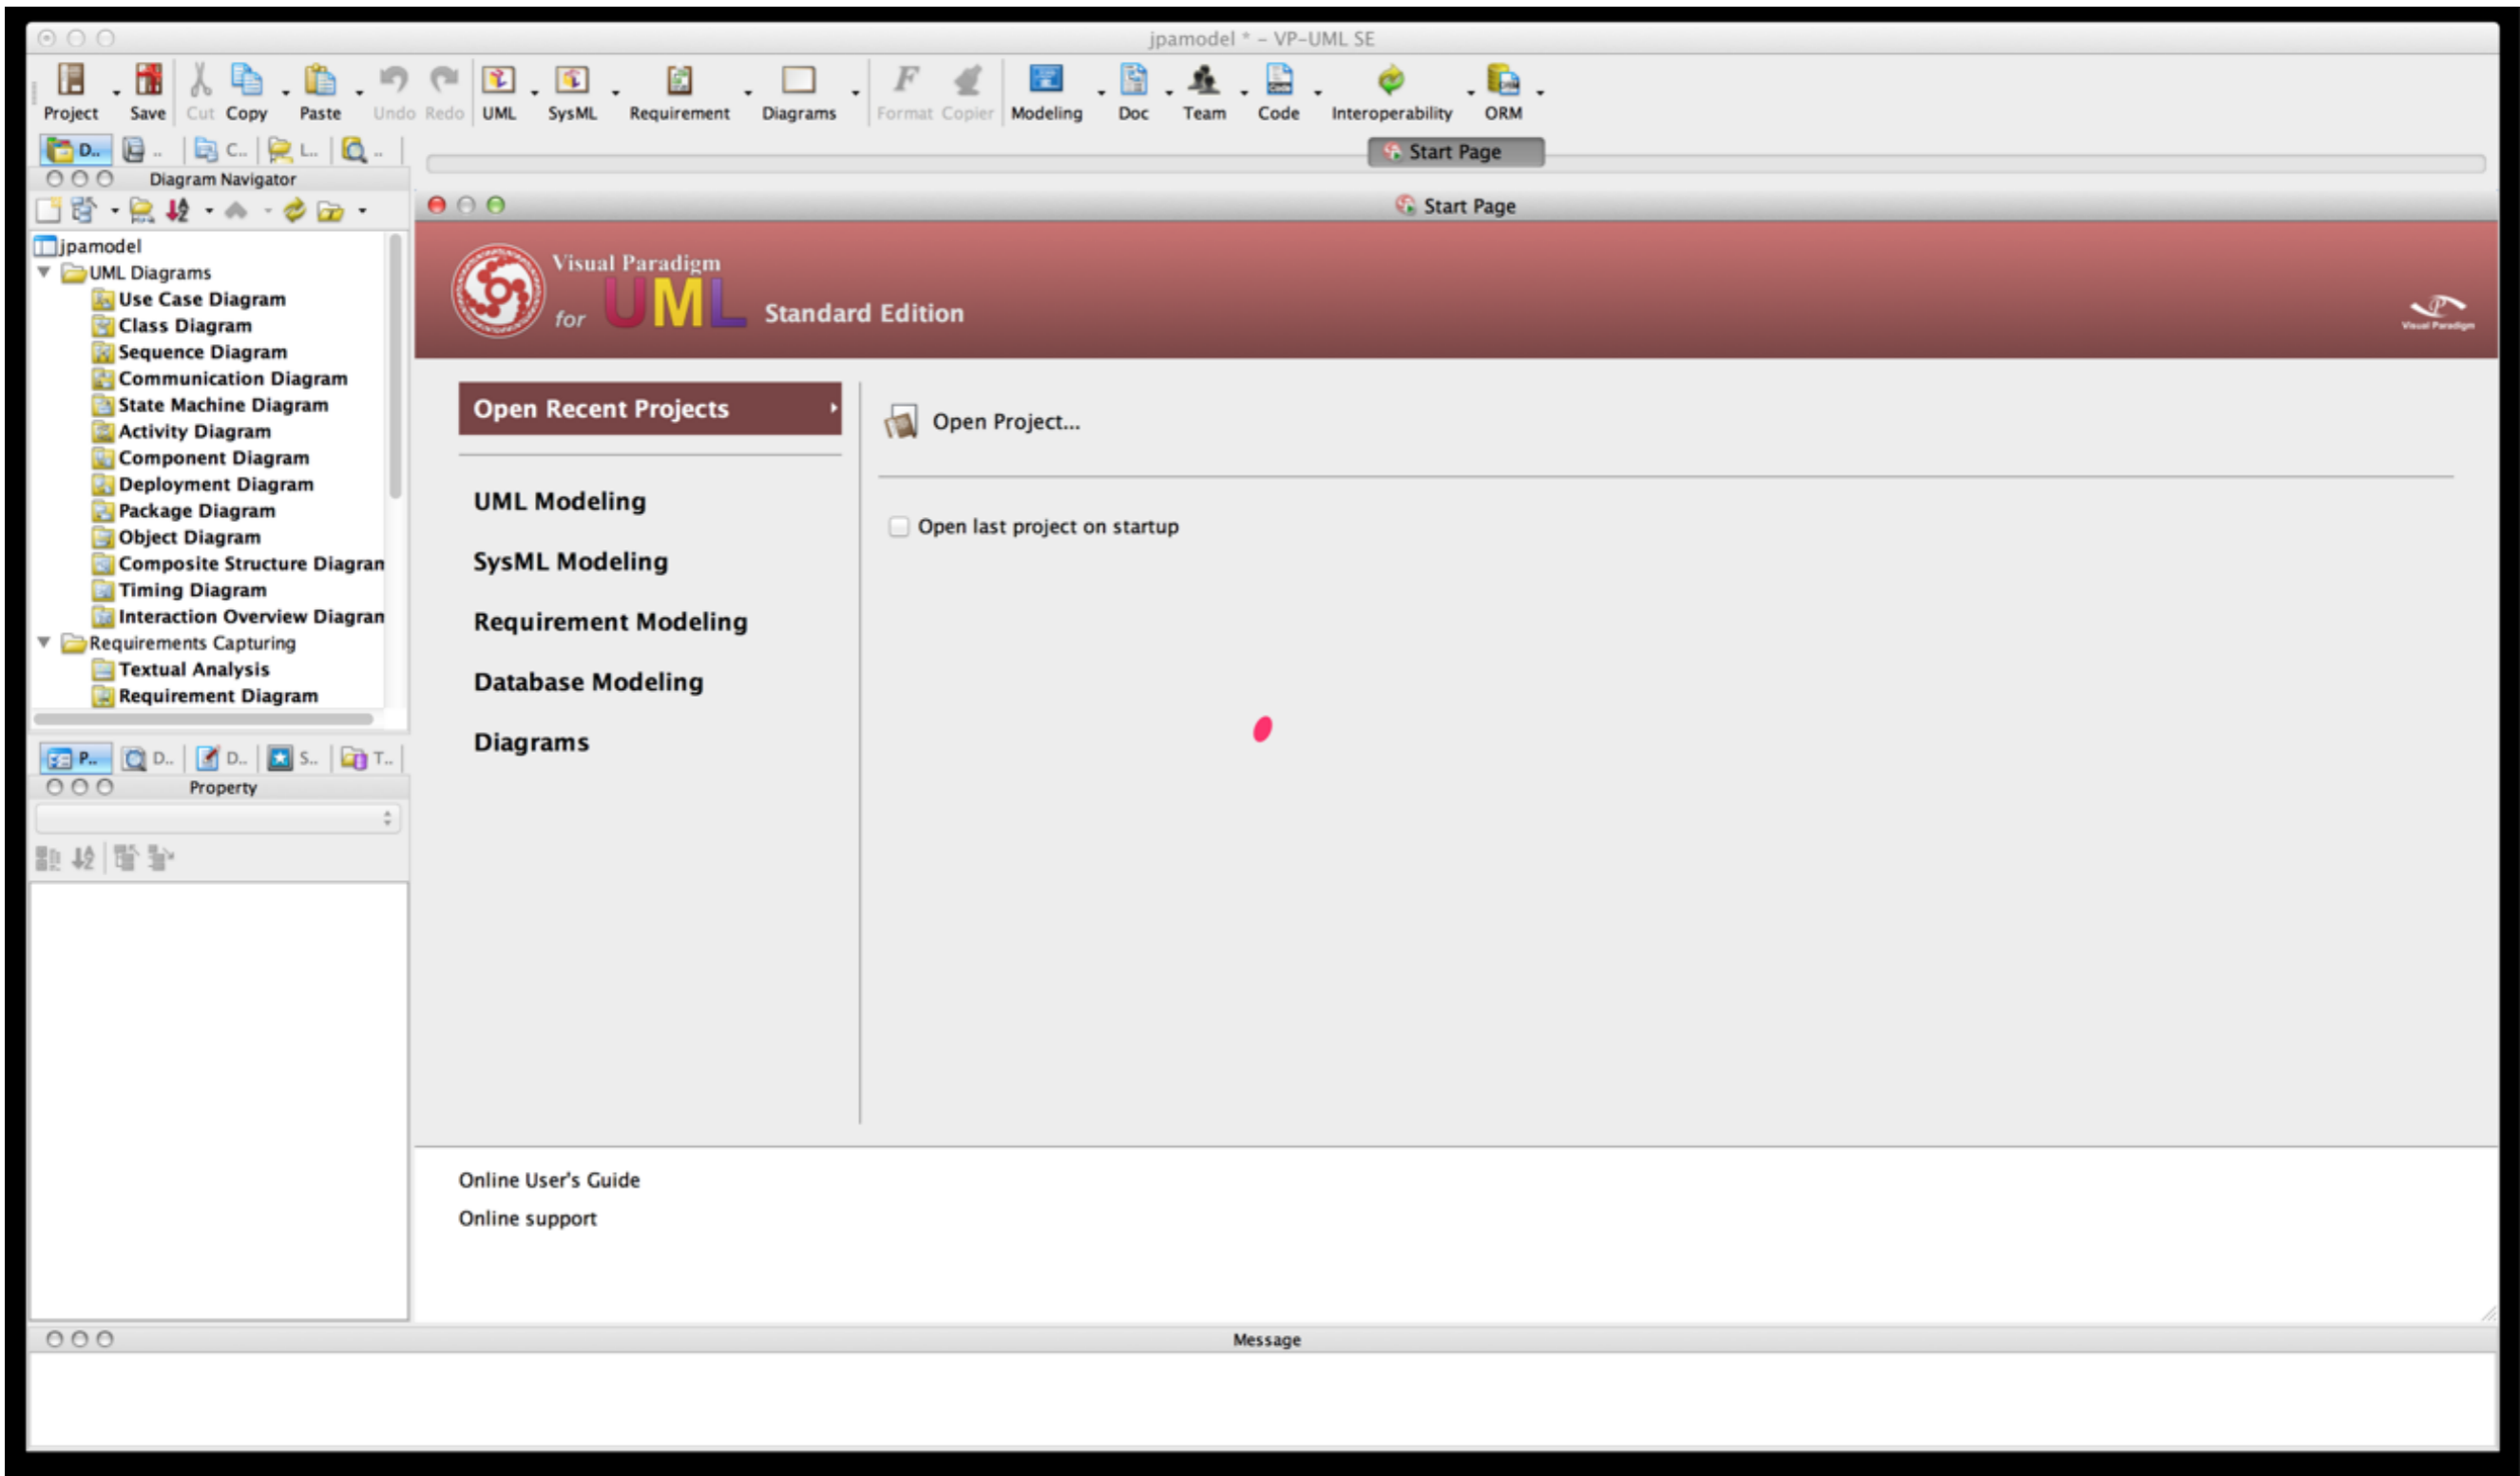 jpamodel * – VP-UML SE
Project Save Cut Copy Paste Undo Redo UML SysML Requirement Diagrams Format Copier Modeling Doc Team Code Interoperability ORM
D.. .. C.. L.. ..
Start Page
Diagram Navigator
Start Page
jpamodel
UML Diagrams
Use Case Diagram
Class Diagram
Sequence Diagram
Communication Diagram
State Machine Diagram
Activity Diagram
Component Diagram
Deployment Diagram
Package Diagram
Object Diagram
Composite Structure Diagran
Timing Diagram
Interaction Overview Diagran
Requirements Capturing
Textual Analysis
Requirement Diagram
P.. D.. D.. S.. T..
Property
Visual Paradigm
for UML Standard Edition
Visual Paradigm
Open Recent Projects
UML Modeling
SysML Modeling
Requirement Modeling
Database Modeling
Diagrams
Open Project...
Open last project on startup
Online User's Guide
Online support
Message